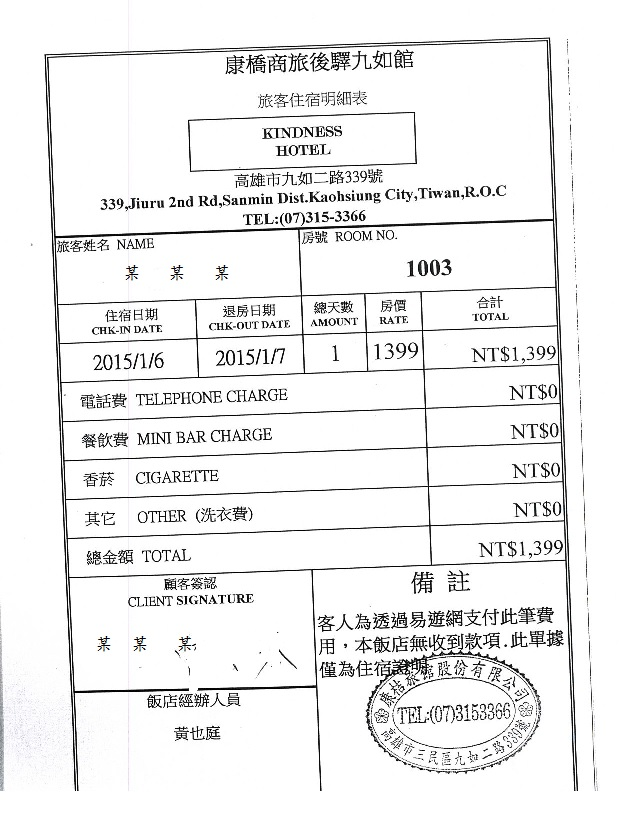 康橋商旅後驛九如館
旅客住宿明細表
KINDNESS
HOTEL
高雄市九如二路339號
339,Jiuru 2nd Rd,Sanmin Dist.Kaohsiung City,Tiwan,R.O.C
TEL:(07)315-3366
旅客姓名 NAME
某 某 某
房號 ROOM NO.
1003
住宿日期
CHK-IN DATE
退房日期
CHK-OUT DATE
總天數
AMOUNT
房價
RATE
合計
TOTAL
2015/1/6 2015/1/7 1 1399 NT$1,399
電話費 TELEPHONE CHARGE NT$0
餐飲費 MINI BAR CHARGE NT$0
香菸 CIGARETTE NT$0
其它 OTHER (洗衣費) NT$0
總金額 TOTAL NT$1,399
顧客簽認
CLIENT SIGNATURE
某 某 某
飯店經辦人員
黃也庭
備 註
客人為透過易遊網支付此筆費
用，本飯店無收到款項.此單據
僅為住宿證明
康桔旅館股份有限公司
TEL:(07)3153366
高雄市三民區九如二路339號